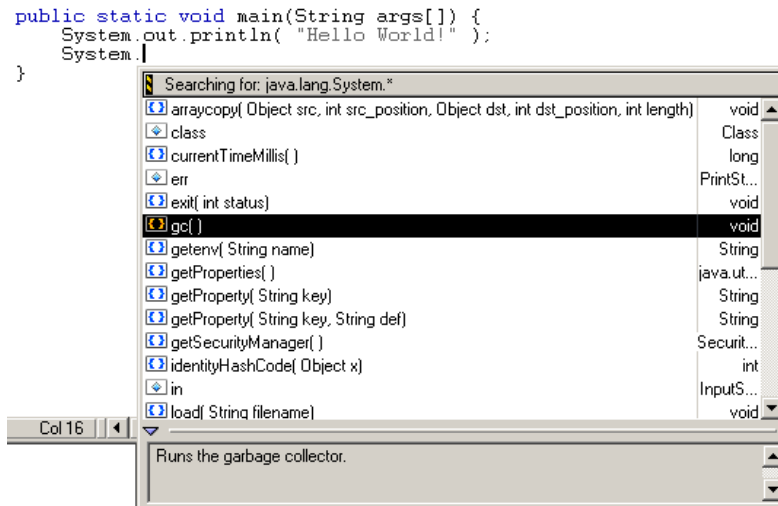 public static void main(String args[]) {
System.out.println( "Hello World!" );
System.
}
Searching for: java.lang.System.*
arraycopy( Object src, int src_position, Object dst, int dst_position, int length) void
class Class
currentTimeMillis( ) long
err PrintSt...
exit( int status) void
gc( ) void
getenv( String name) String
getProperties( ) java.ut...
getProperty( String key) String
getProperty( String key, String def) String
getSecurityManager( ) Securit...
identityHashCode( Object x) int
in InputS...
load( String filename) void
Col 16
Runs the garbage collector.